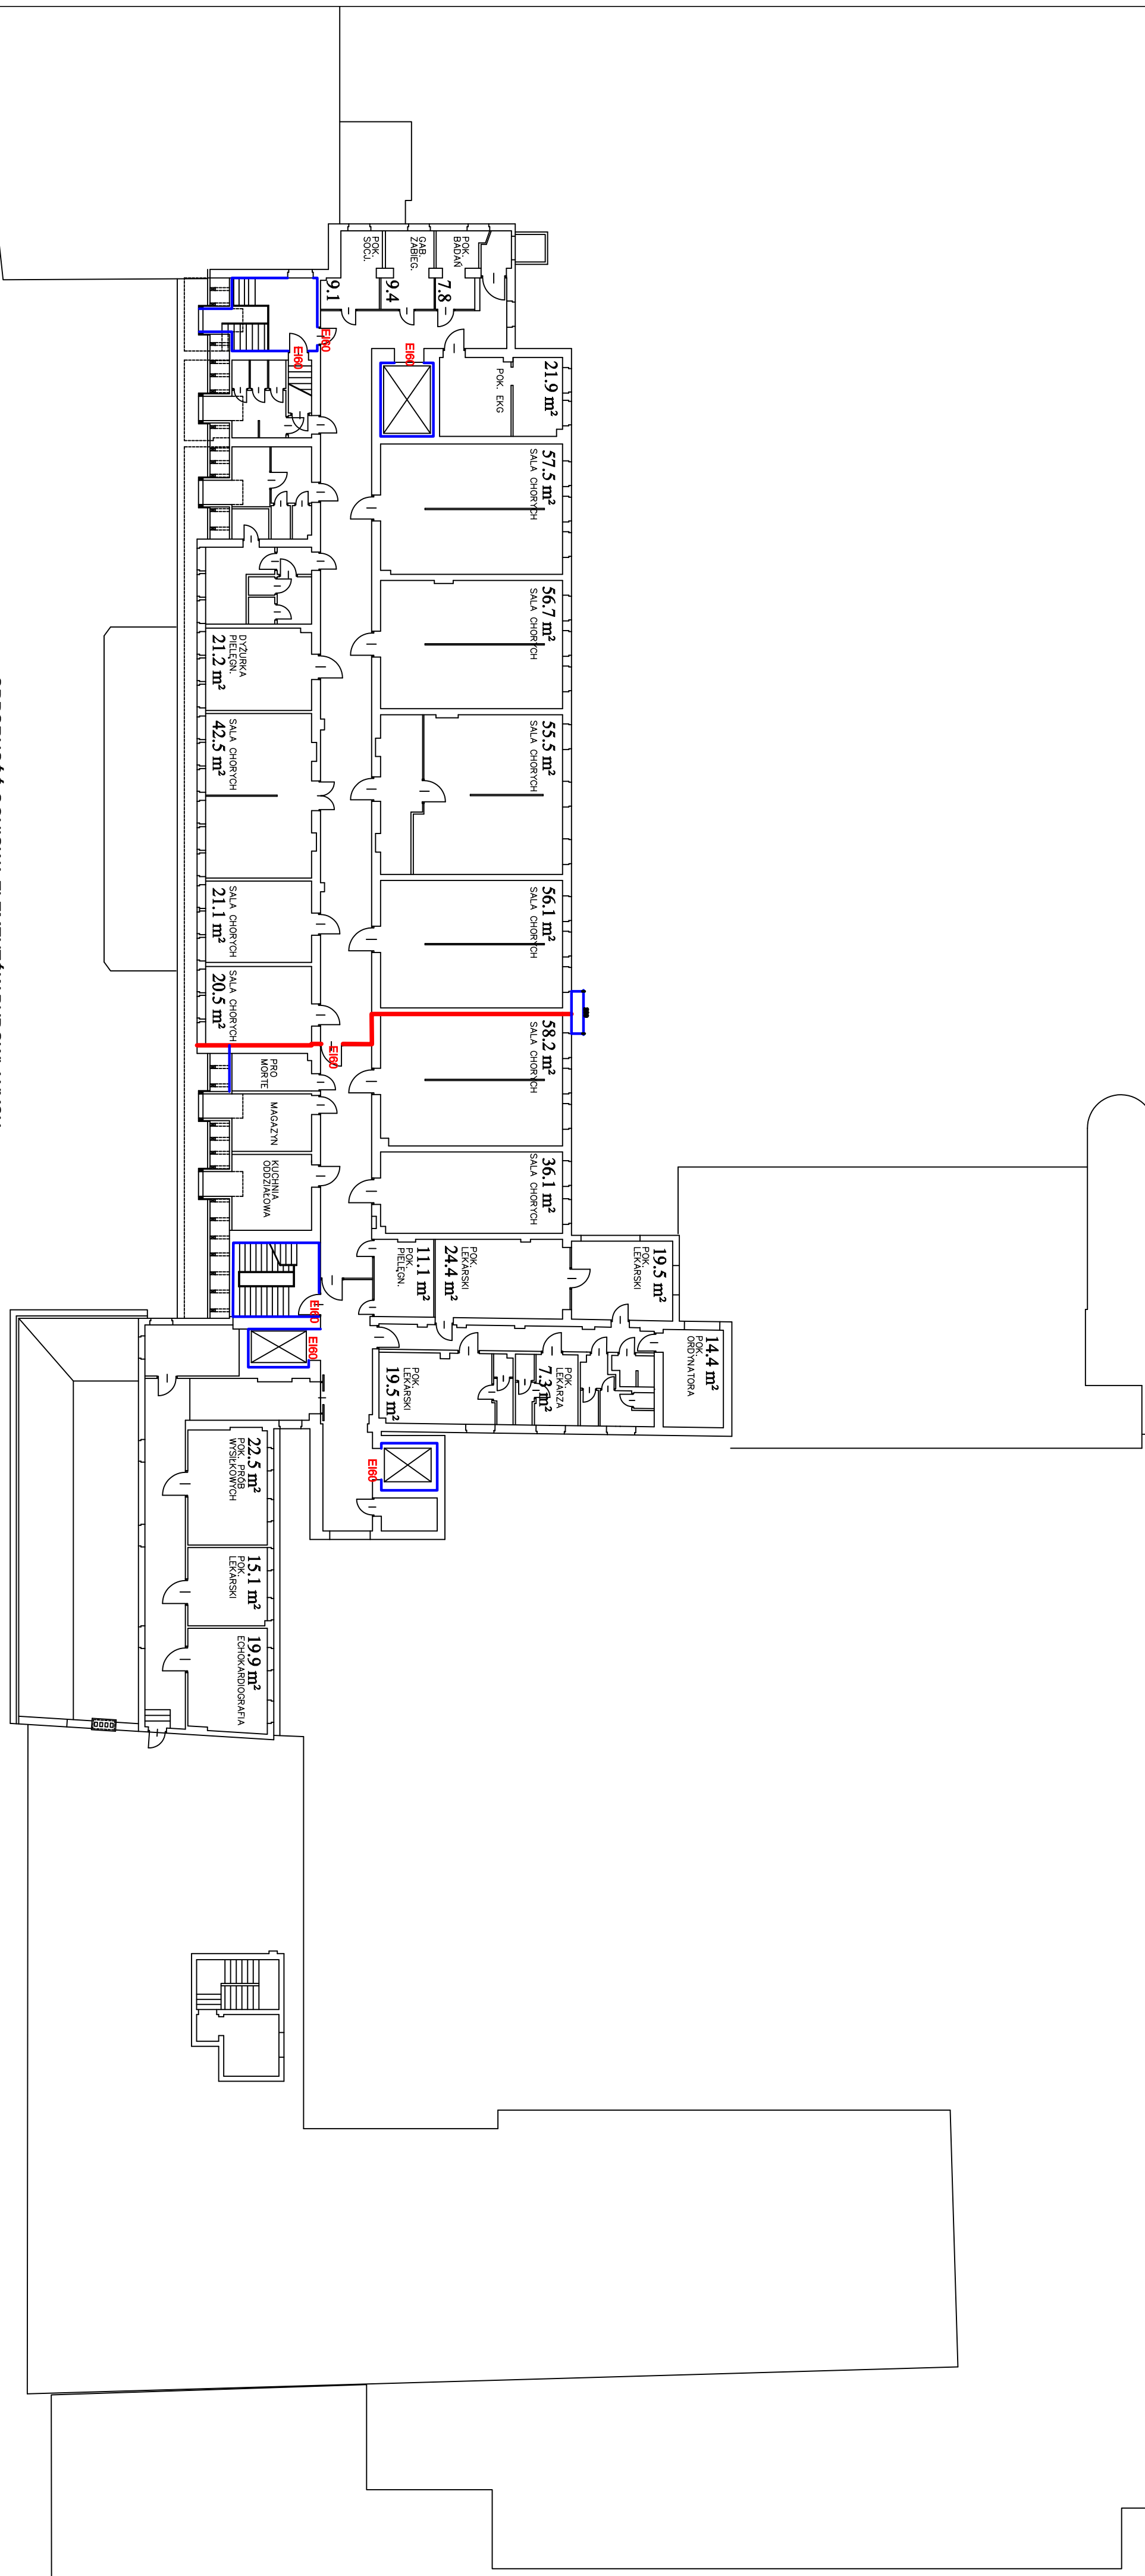 POK.
SOCJ.
9.1
GAB.
ZABIEG.
9.4
POK.
BADAŃ
7.8
EI60
EI60
EI60
21.9 m²
POK. EKG
57.5 m²
SALA CHORYCH
56.7 m²
SALA CHORYCH
55.5 m²
SALA CHORYCH
56.1 m²
SALA CHORYCH
58.2 m²
SALA CHORYCH
36.1 m²
SALA CHORYCH
DYŻURKA
PIELĘGN.
21.2 m²
SALA CHORYCH
42.5 m²
SALA CHORYCH
21.1 m²
SALA CHORYCH
20.5 m²
EI60
PRO
MORTE
MAGAZYN
KUCHNIA
ODDZIAŁOWA
EI60
EI60
POK.
PIELĘGN.
11.1 m²
POK.
LEKARSKI
24.4 m²
19.5 m²
POK.
LEKARSKI
14.4 m²
POK.
ORDYNATORA
POK.
LEKARZA
7.3 m²
POK.
LEKARSKI
19.5 m²
EI60
22.5 m²
POK. PRÓB
WYSIŁKOWYCH
15.1 m²
POK.
LEKARSKI
19.9 m²
ECHOKARDIOGRAFIA